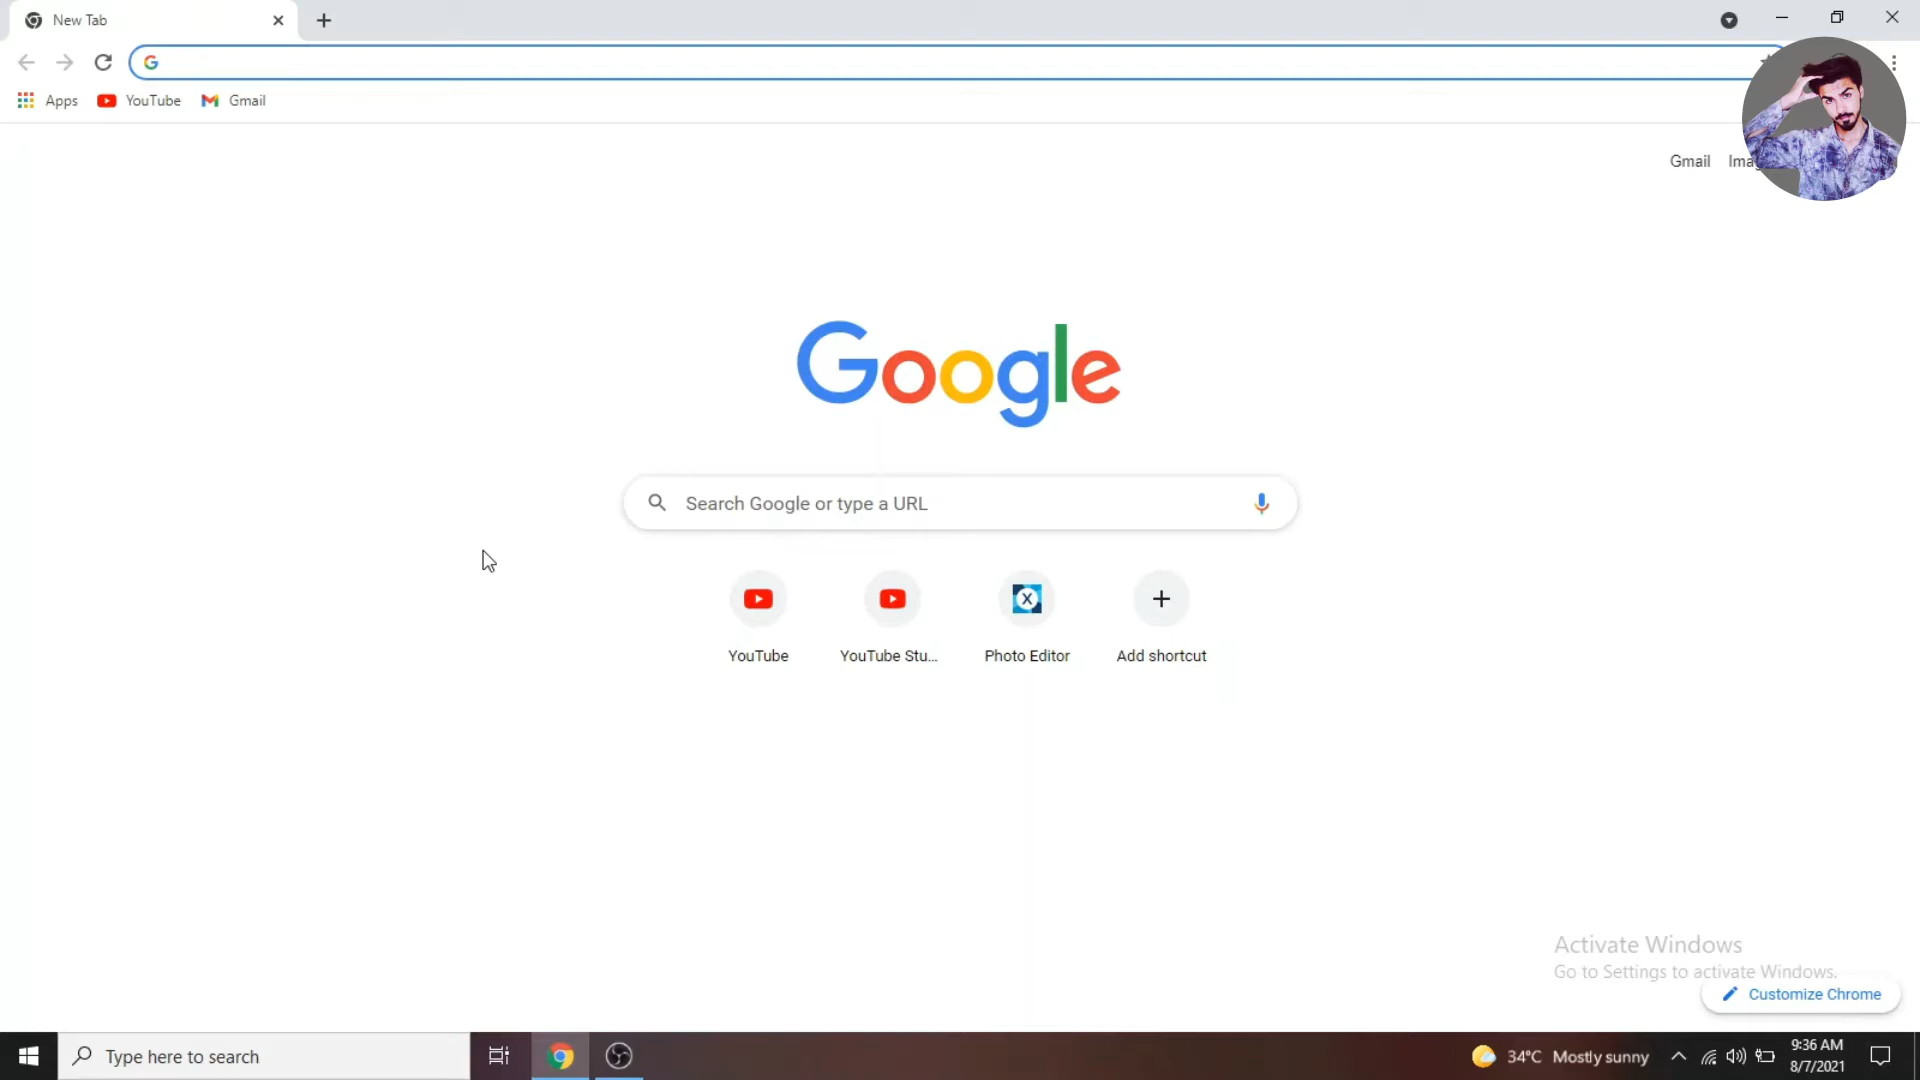 New Tab
Apps YouTube Gmail
Gmail
Google
Search Google or type a URL
YouTube YouTube Stu... Photo Editor Add shortcut
Activate Windows
Go to Settings to activate Windows.
Customize Chrome
Type here to search
34°C Mostly sunny
9:36 AM
8/7/2021